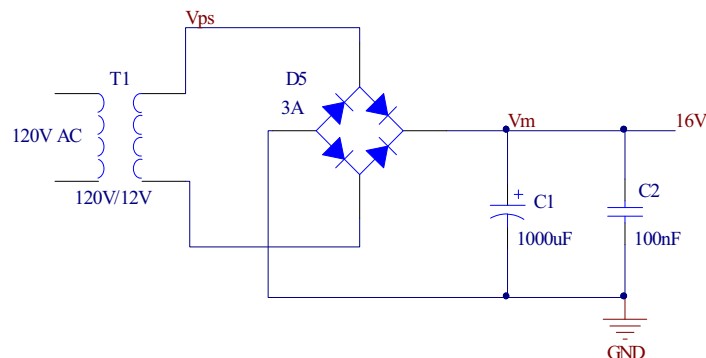 Vps
T1
D5
3A
120V AC
120V/12V
Vm
16V
+
C1
1000uF
C2
100nF
GND